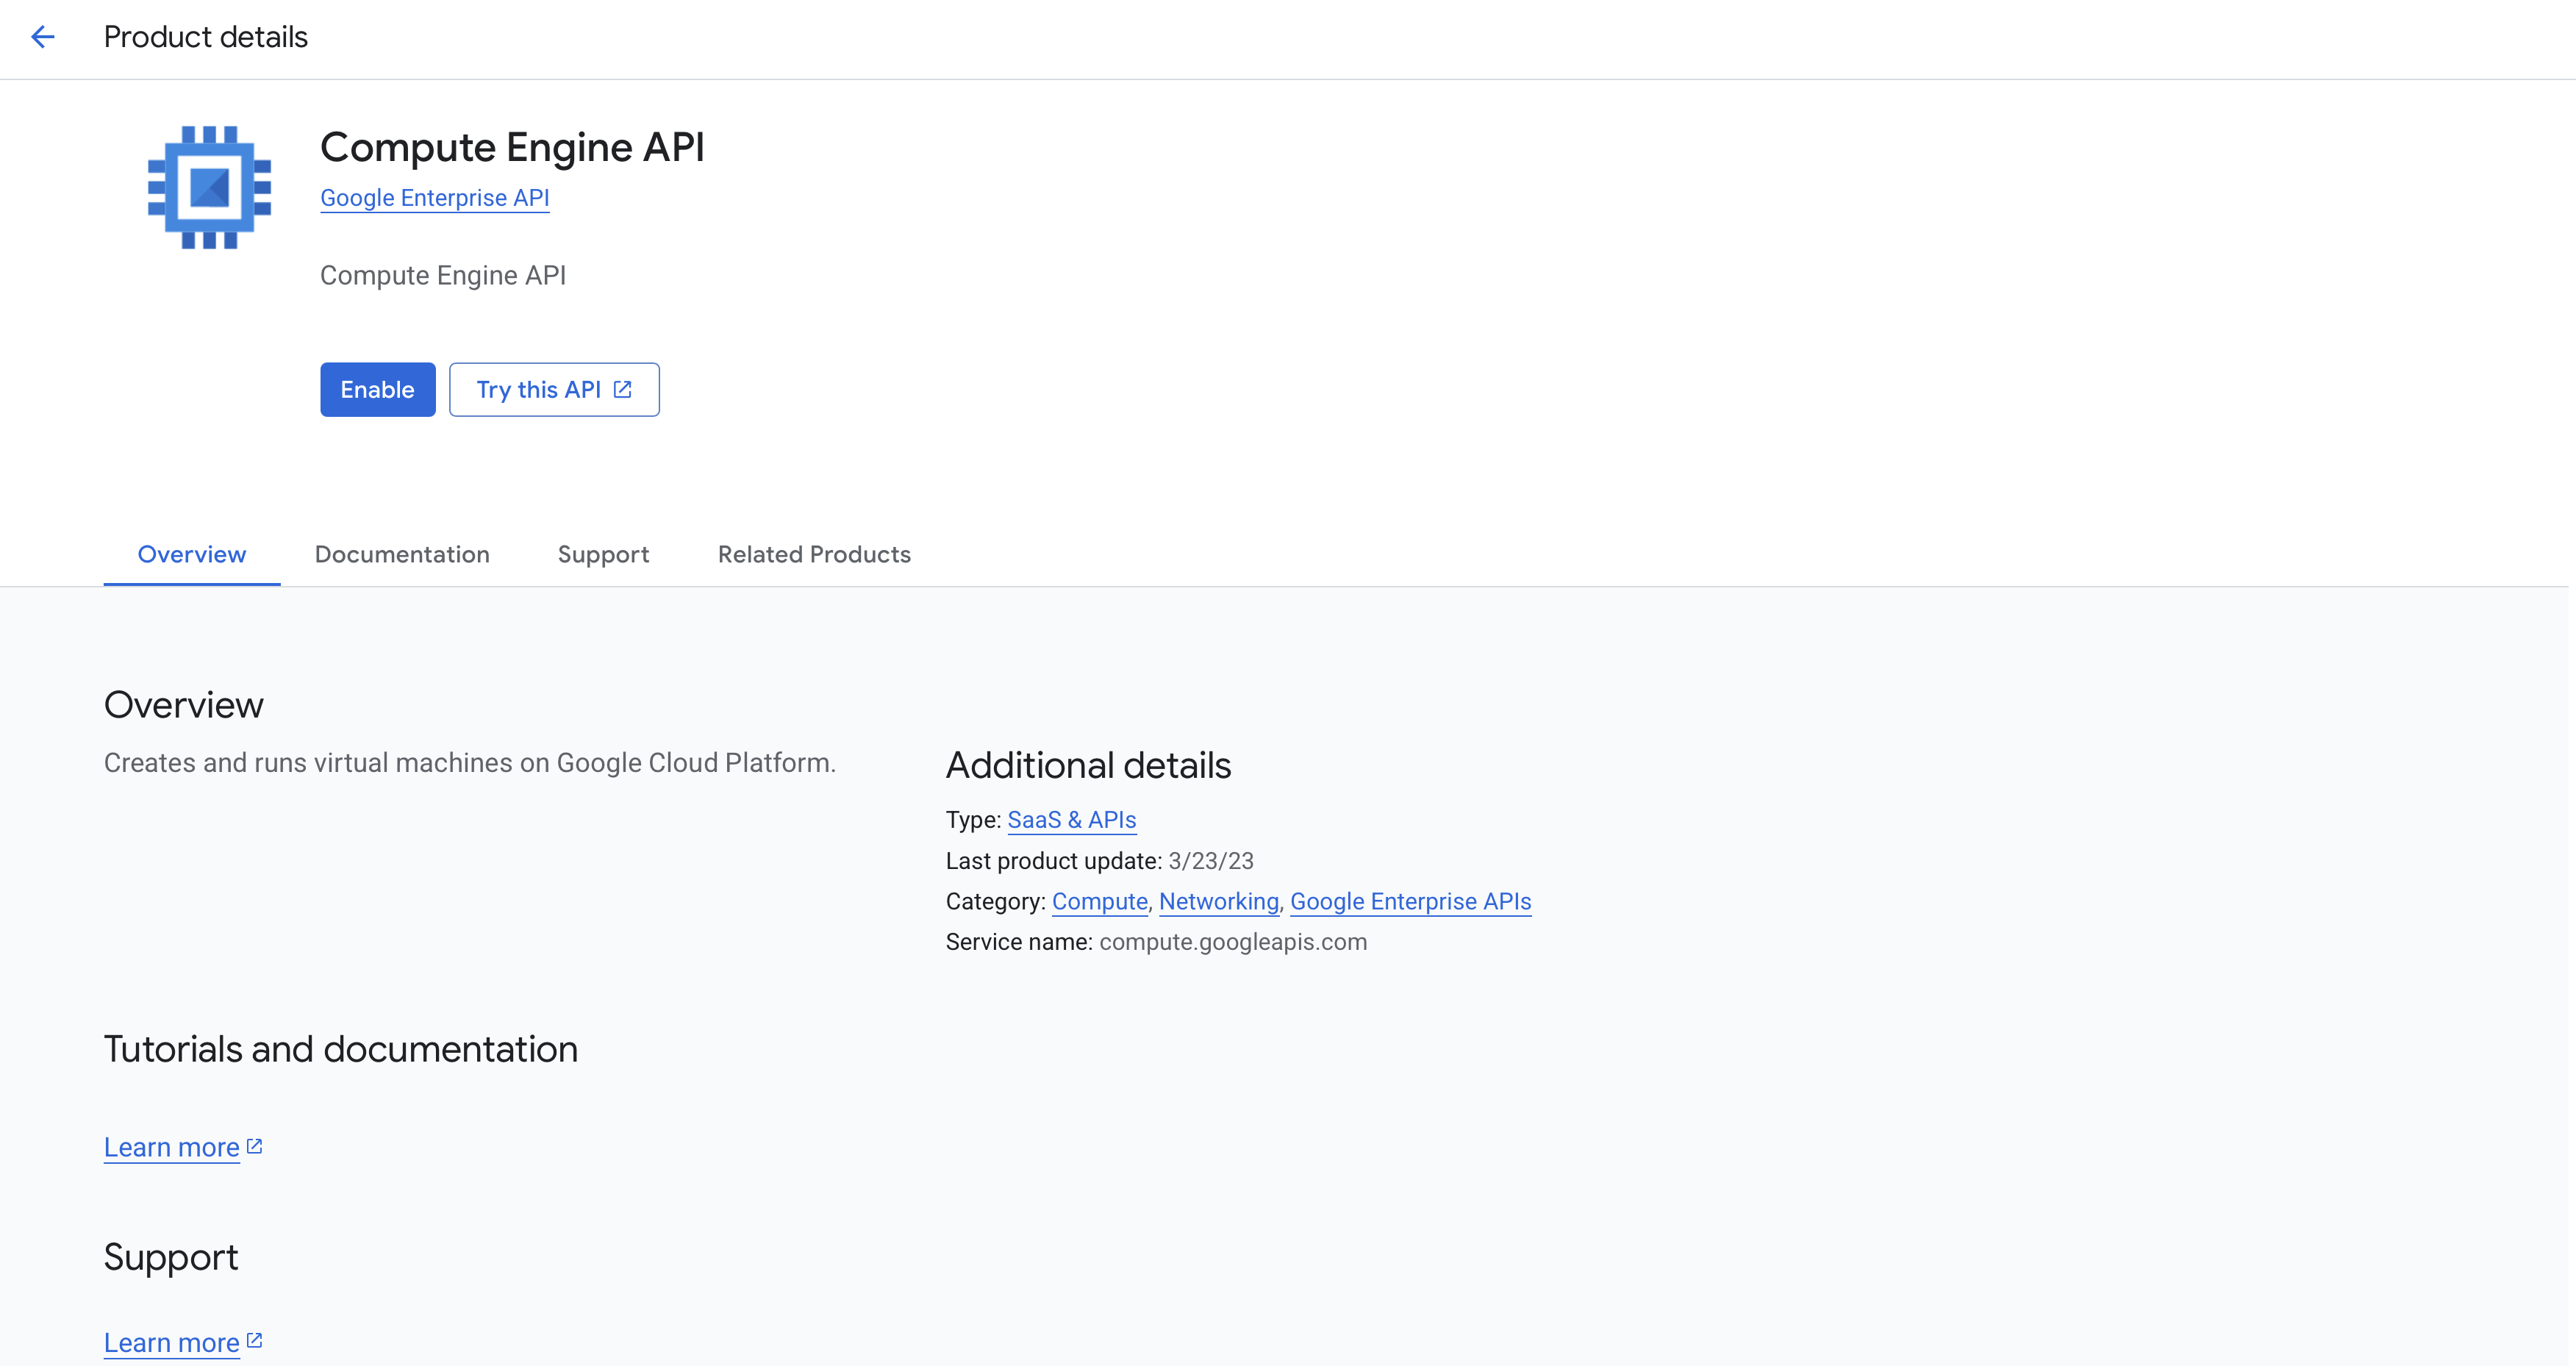 Product details
Compute Engine API
Google Enterprise API
Compute Engine API
Enable
Try this API
Overview
Documentation
Support
Related Products
Overview
Creates and runs virtual machines on Google Cloud Platform.
Additional details
Type: SaaS & APIs
Last product update: 3/23/23
Category: Compute, Networking, Google Enterprise APIs
Service name: compute.googleapis.com
Tutorials and documentation
Learn more
Support
Learn more